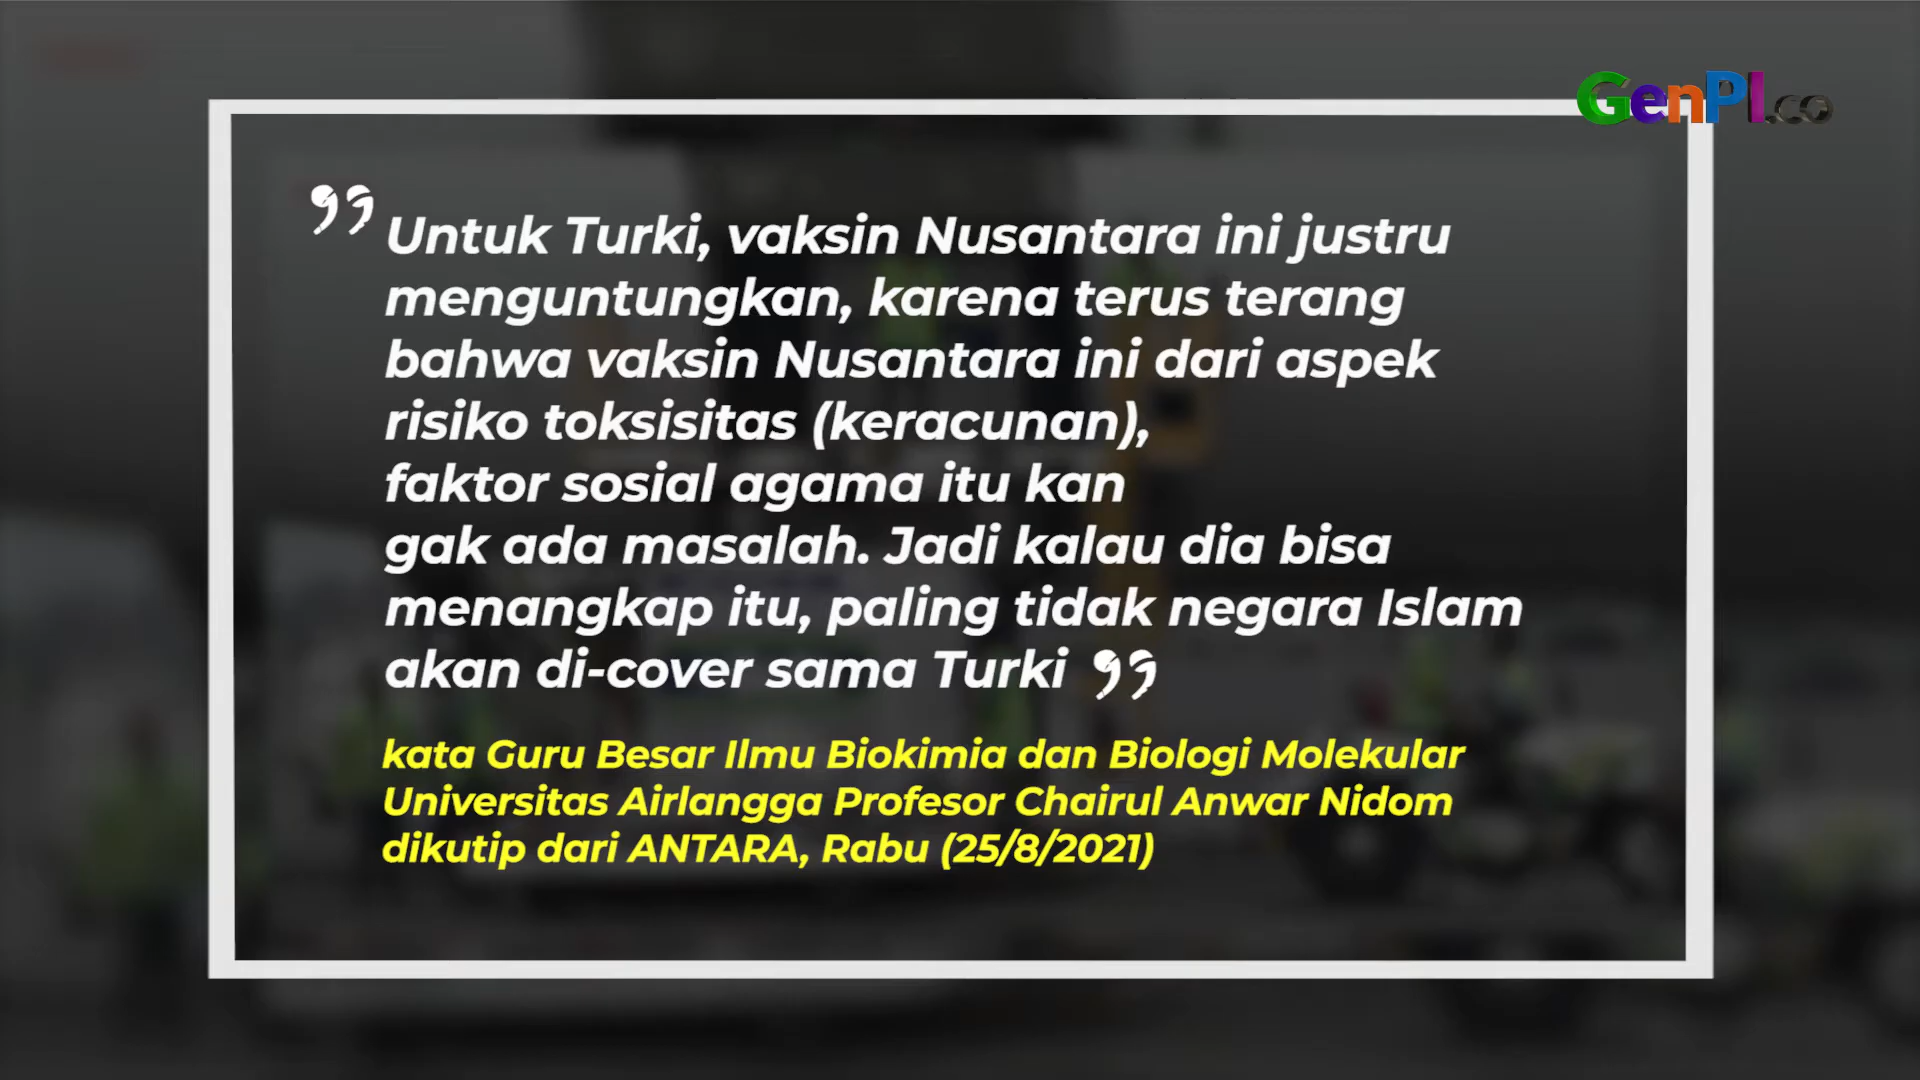 GenPI.co
” Untuk Turki, vaksin Nusantara ini justru
menguntungkan, karena terus terang
bahwa vaksin Nusantara ini dari aspek
risiko toksisitas (keracunan),
faktor sosial agama itu kan
gak ada masalah. Jadi kalau dia bisa
menangkap itu, paling tidak negara Islam
akan di-cover sama Turki ”
kata Guru Besar Ilmu Biokimia dan Biologi Molekular
Universitas Airlangga Profesor Chairul Anwar Nidom
dikutip dari ANTARA, Rabu (25/8/2021)